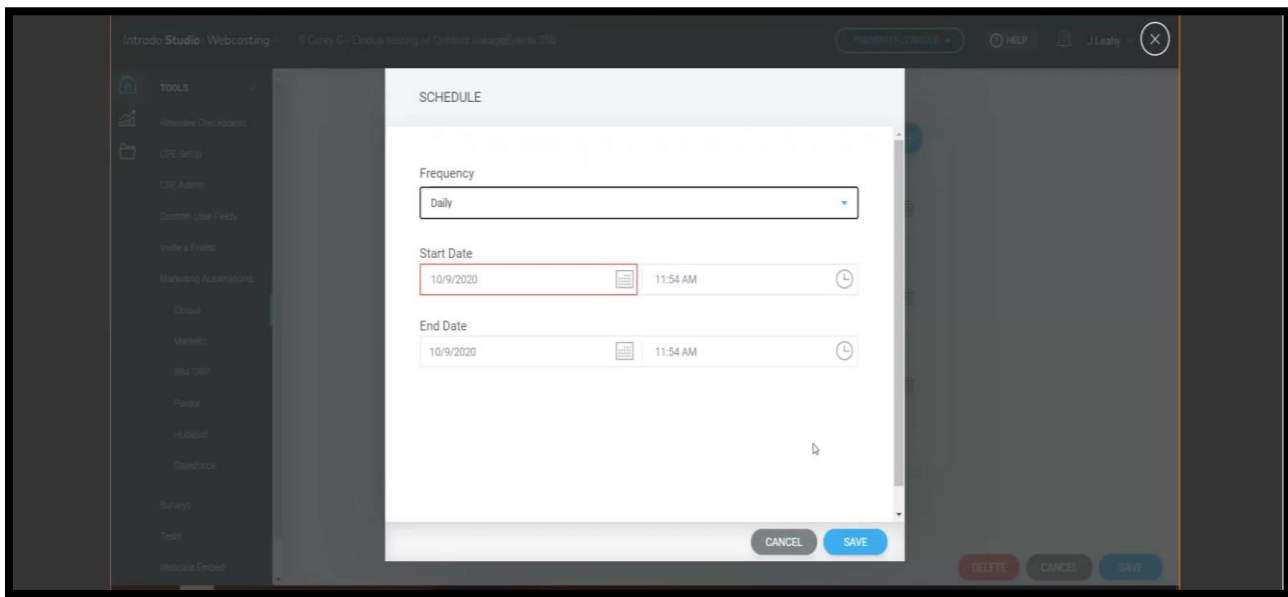 Intrado Studio Webcasting
HELP
J.Leahy
TOOLS
Attendee Checkpoints
CPE Setup
CPE Admin
Custom User Fields
Invite a Friend
Marketing Automations
Eloqua
Marketo
IBM
Pardot
HubSpot
Salesforce
Surveys
Tests
Webcast Embed
SCHEDULE
Frequency
Daily
Start Date
10/9/2020 11:54 AM
End Date
10/9/2020 11:54 AM
CANCEL SAVE
DELETE CANCEL SAVE